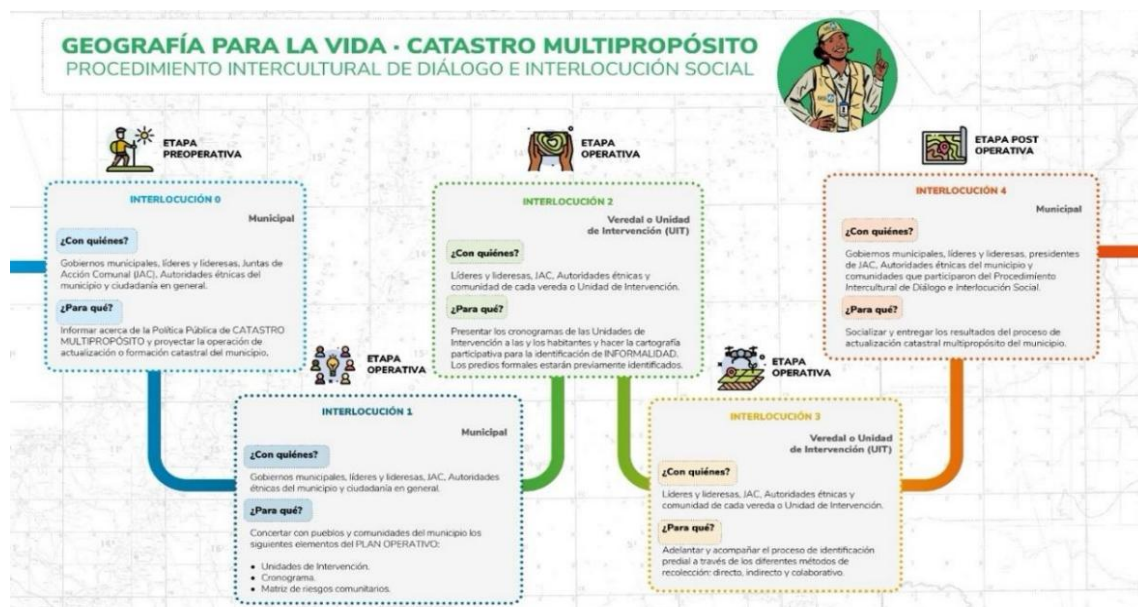 GEOGRAFÍA PARA LA VIDA · CATASTRO MULTIPROPÓSITO
PROCEDIMIENTO INTERCULTURAL DE DIÁLOGO E INTERLOCUCIÓN SOCIAL
ETAPA
PREOPERATIVA
INTERLOCUCIÓN 0
Municipal
¿Con quiénes?
Gobiernos municipales, líderes y lideresas, Juntas de
Acción Comunal (JAC), Autoridades étnicas del
municipio y ciudadanía en general.
¿Para qué?
Informar acerca de la Política Pública de CATASTRO
MULTIPROPÓSITO y proyectar la operación de
actualización o formación catastral del municipio.
ETAPA
OPERATIVA
INTERLOCUCIÓN 1
Municipal
¿Con quiénes?
Gobiernos municipales, líderes y lideresas, JAC, Autoridades
étnicas del municipio y ciudadanía en general.
¿Para qué?
Concertar con pueblos y comunidades del municipio los
siguientes elementos del PLAN OPERATIVO:
• Unidades de Intervención.
• Cronograma.
• Matriz de riesgos comunitarios.
ETAPA
OPERATIVA
INTERLOCUCIÓN 2
Veredal o Unidad
de Intervención (UIT)
¿Con quiénes?
Líderes y lideresas, JAC, Autoridades étnicas y
comunidad de cada vereda o Unidad de Intervención.
¿Para qué?
Presentar los cronogramas de las Unidades de
Intervención a las y los habitantes y hacer la cartografía
participativa para la identificación de INFORMALIDAD.
Los predios formales estarán previamente identificados.
ETAPA
OPERATIVA
INTERLOCUCIÓN 3
Veredal o Unidad
de Intervención (UIT)
¿Con quiénes?
Líderes y lideresas, JAC, Autoridades étnicas y
comunidad de cada vereda o Unidad de Intervención.
¿Para qué?
Adelantar y acompañar el proceso de identificación
predial a través de los diferentes métodos de
recolección: directo, indirecto y colaborativo.
ETAPA POST
OPERATIVA
INTERLOCUCIÓN 4
Municipal
¿Con quiénes?
Gobiernos municipales, líderes y lideresas, presidentes
de JAC, Autoridades étnicas del municipio y
comunidades que participaron del Procedimiento
Intercultural de Diálogo e Interlocución Social.
¿Para qué?
Socializar y entregar los resultados del proceso de
actualización catastral multipropósito del municipio.